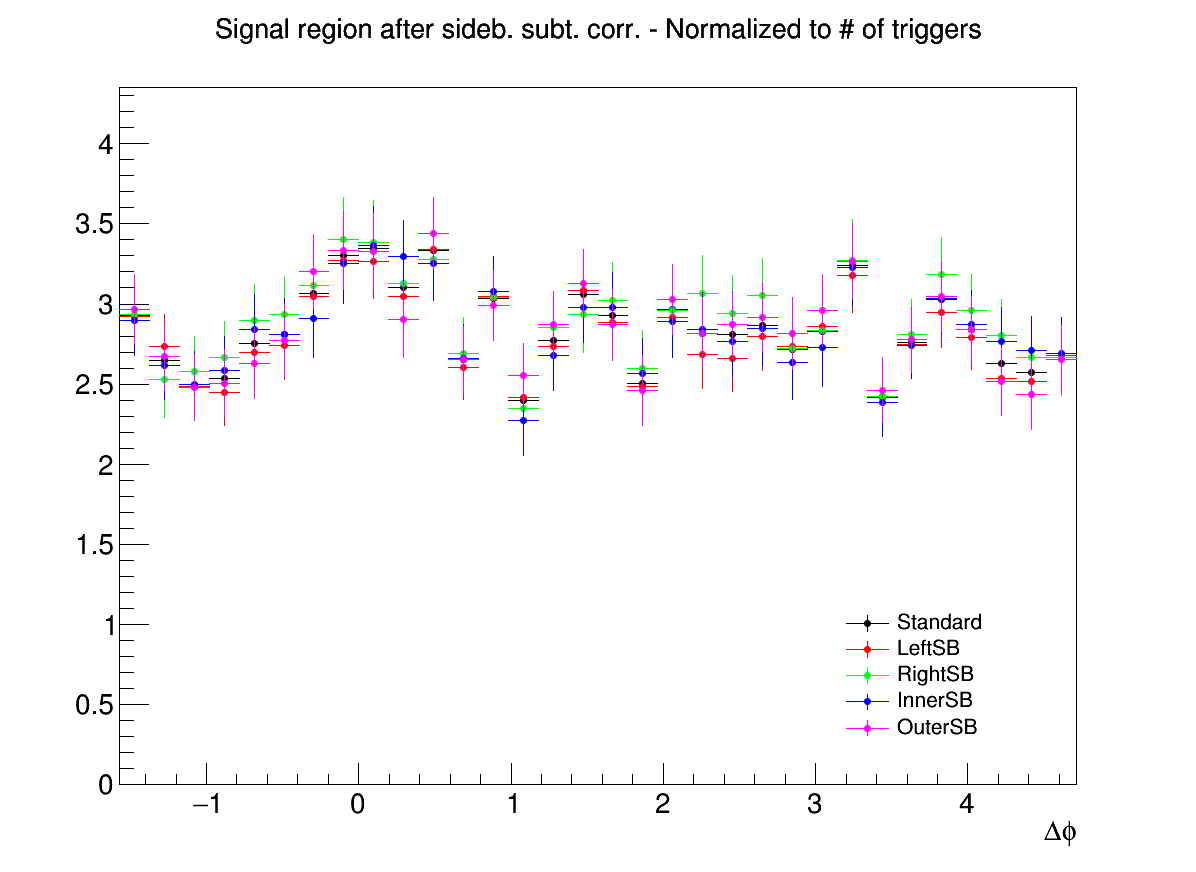 Signal region after sideb. subt. corr. - Normalized to # of triggers
4
3.5
3
2.5
2
1.5
1
0.5
0
−1 0 1 2 3 4
Δϕ
Standard
LeftSB
RightSB
InnerSB
OuterSB